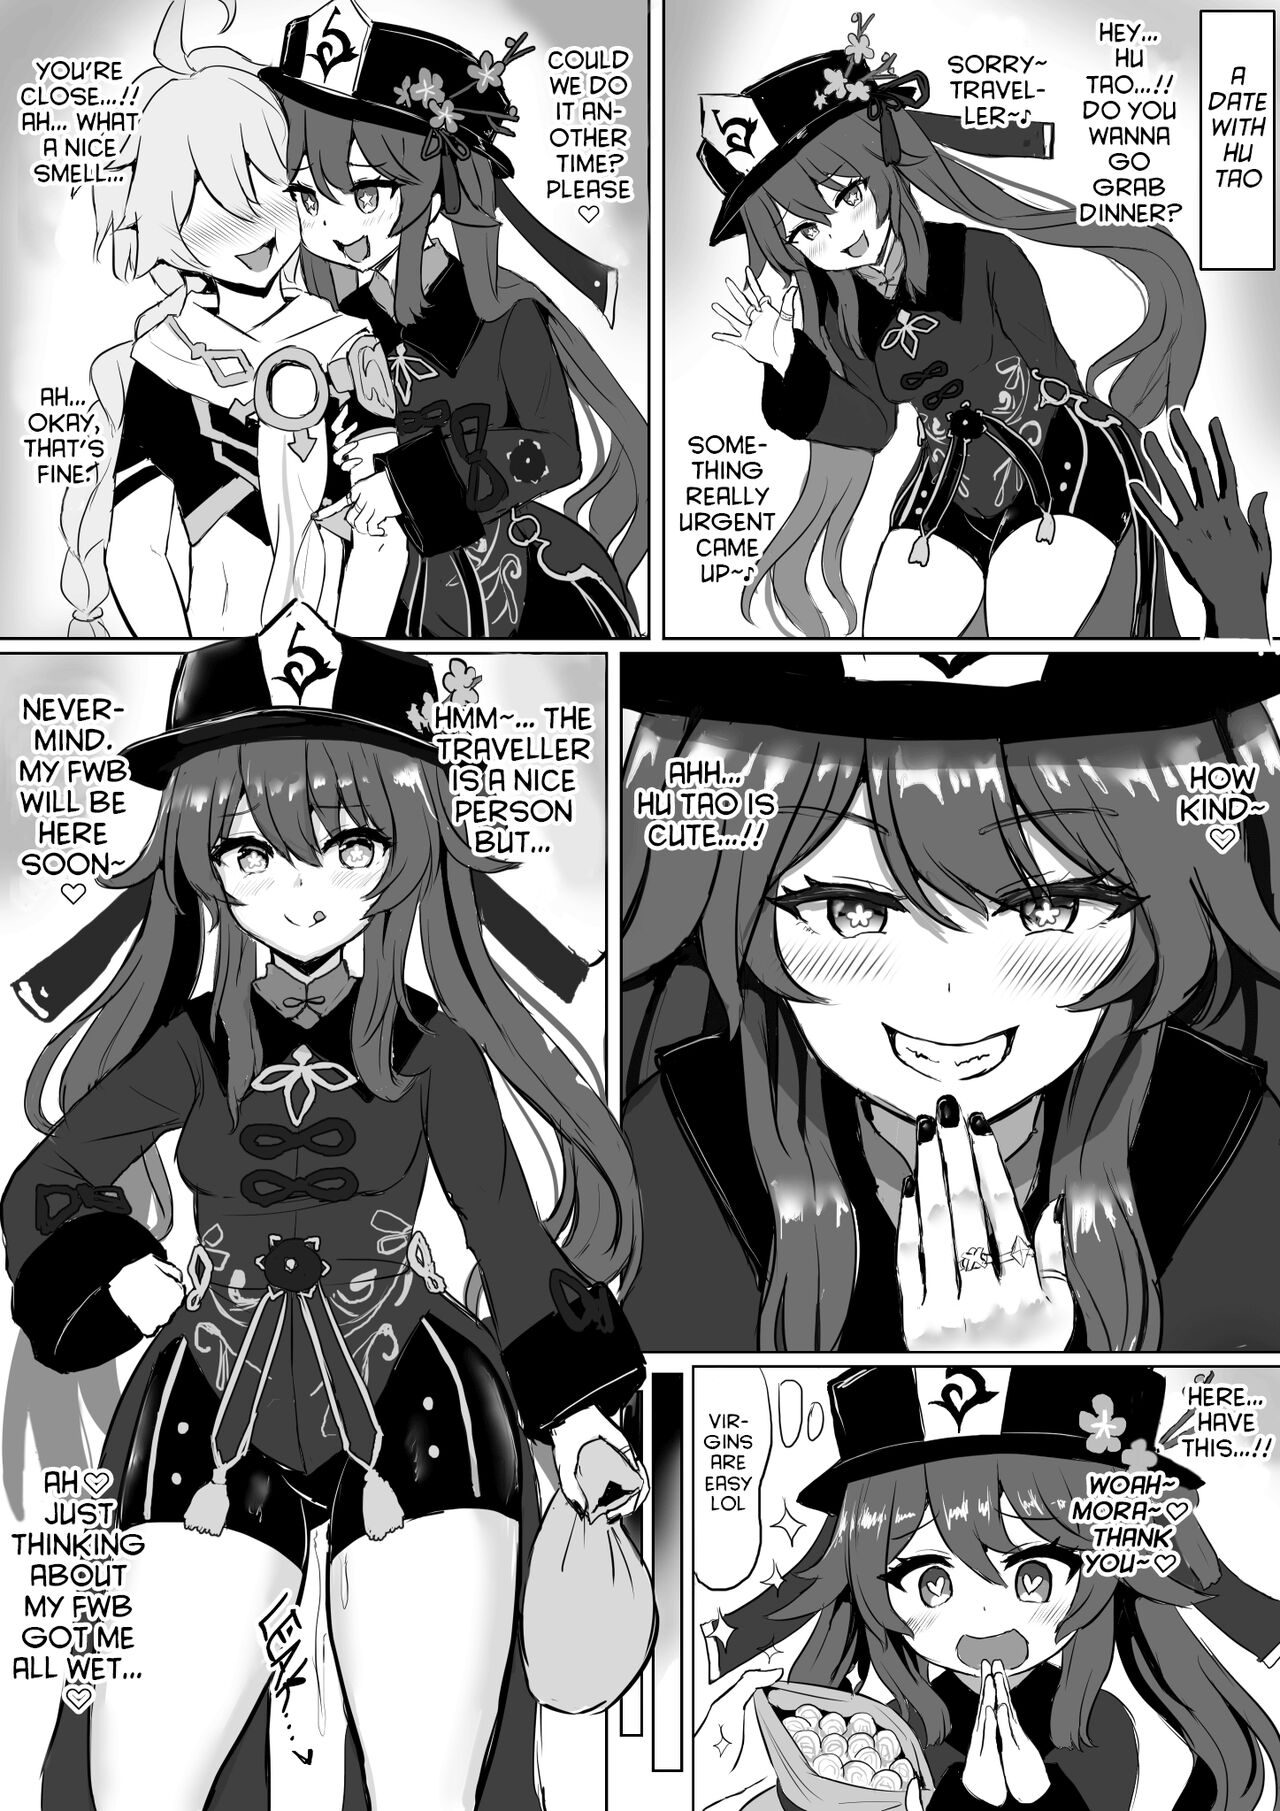 A
DATE
WITH
HU
TAO
HEY...
HU
TAO...!!
DO YOU
WANNA
GO
GRAB
DINNER?
SORRY~
TRAVEL-
LER~♪
SOME-
THING
REALLY
URGENT
CAME
UP~♪
COULD
WE DO
IT AN-
OTHER
TIME?
PLEASE
♡
YOU'RE
CLOSE...!!
AH... WHAT
A NICE
SMELL...
AH...
OKAY,
THAT'S
FINE.
HOW
KIND~
♡
AHH...
HU TAO IS
CUTE...!!
HERE...
HAVE
THIS...!!
WOAH~
MORA~♡
THANK
YOU~♡
VIR-
GINS
ARE
EASY
LOL
HMM~... THE
TRAVELLER
IS A NICE
PERSON
BUT...
NEVER-
MIND.
MY FWB
WILL BE
HERE
SOON~
♡
AH♡
JUST
THINKING
ABOUT
MY FWB
GOT ME
ALL WET...
♡
LEAK...